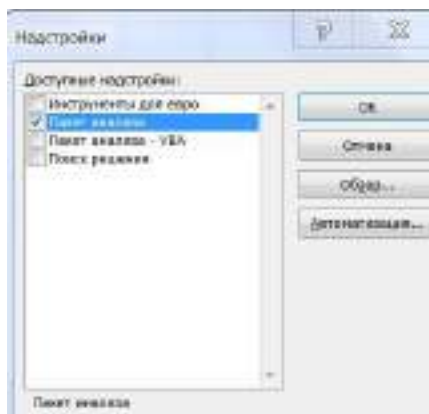 Надстройки
Доступные надстройки:
Инструменты для евро
Пакет анализа
Пакет анализа - VBA
Поиск решения
ОК
Отмена
Обзор...
Автоматизация...
Пакет анализа